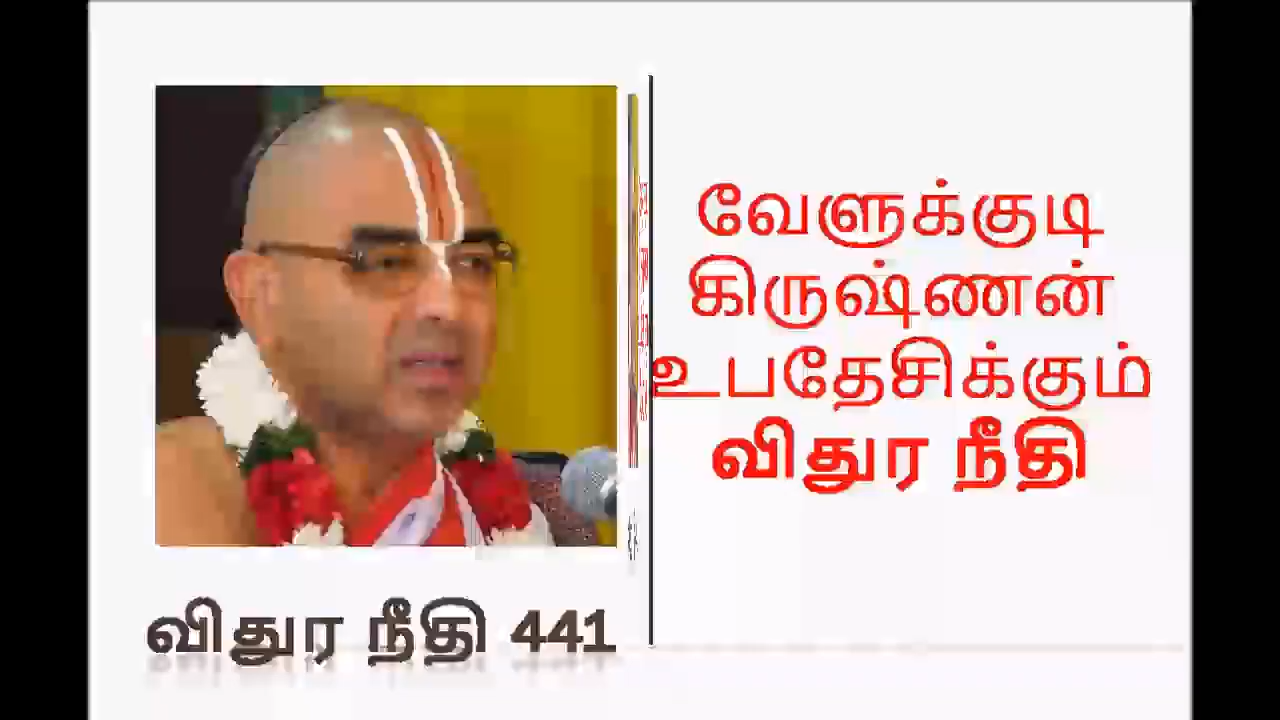 வேளுக்குடி
கிருஷ்ணன்
உபதேசிக்கும்
விதுர நீதி
விதுர நீதி 441